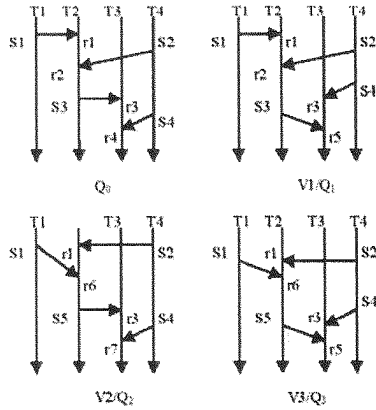 T1 T2 T3 T4
S1 r1 S2
r2
S3 r3
r4 S4
Q0
T1 T2 T3 T4
S1 r1 S2
r2
S3 r3 S4
r5
V1/Q1
T1 T2 T3 T4
S1 r1 S2
r6
S5 r3 S4
r7
V2/Q2
T1 T2 T3 T4
S1 r1 S2
r6
S5 r3 S4
r5
V3/Q3